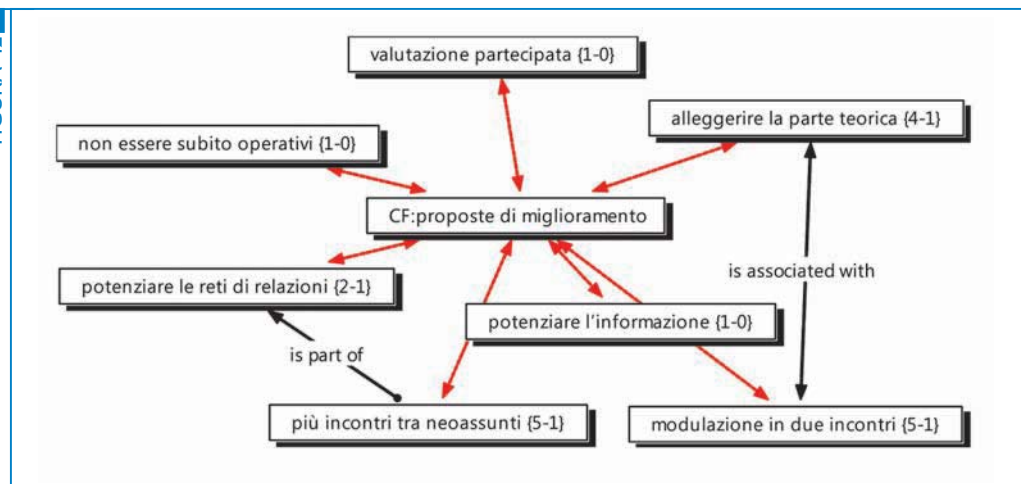 valutazione partecipata {1-0}
alleggerire la parte teorica {4-1}
non essere subito operativi {1-0}
CF:proposte di miglioramento
is associated with
potenziare le reti di relazioni {2-1}
potenziare l'informazione {1-0}
is part of
più incontri tra neoassunti {5-1}
modulazione in due incontri {5-1}